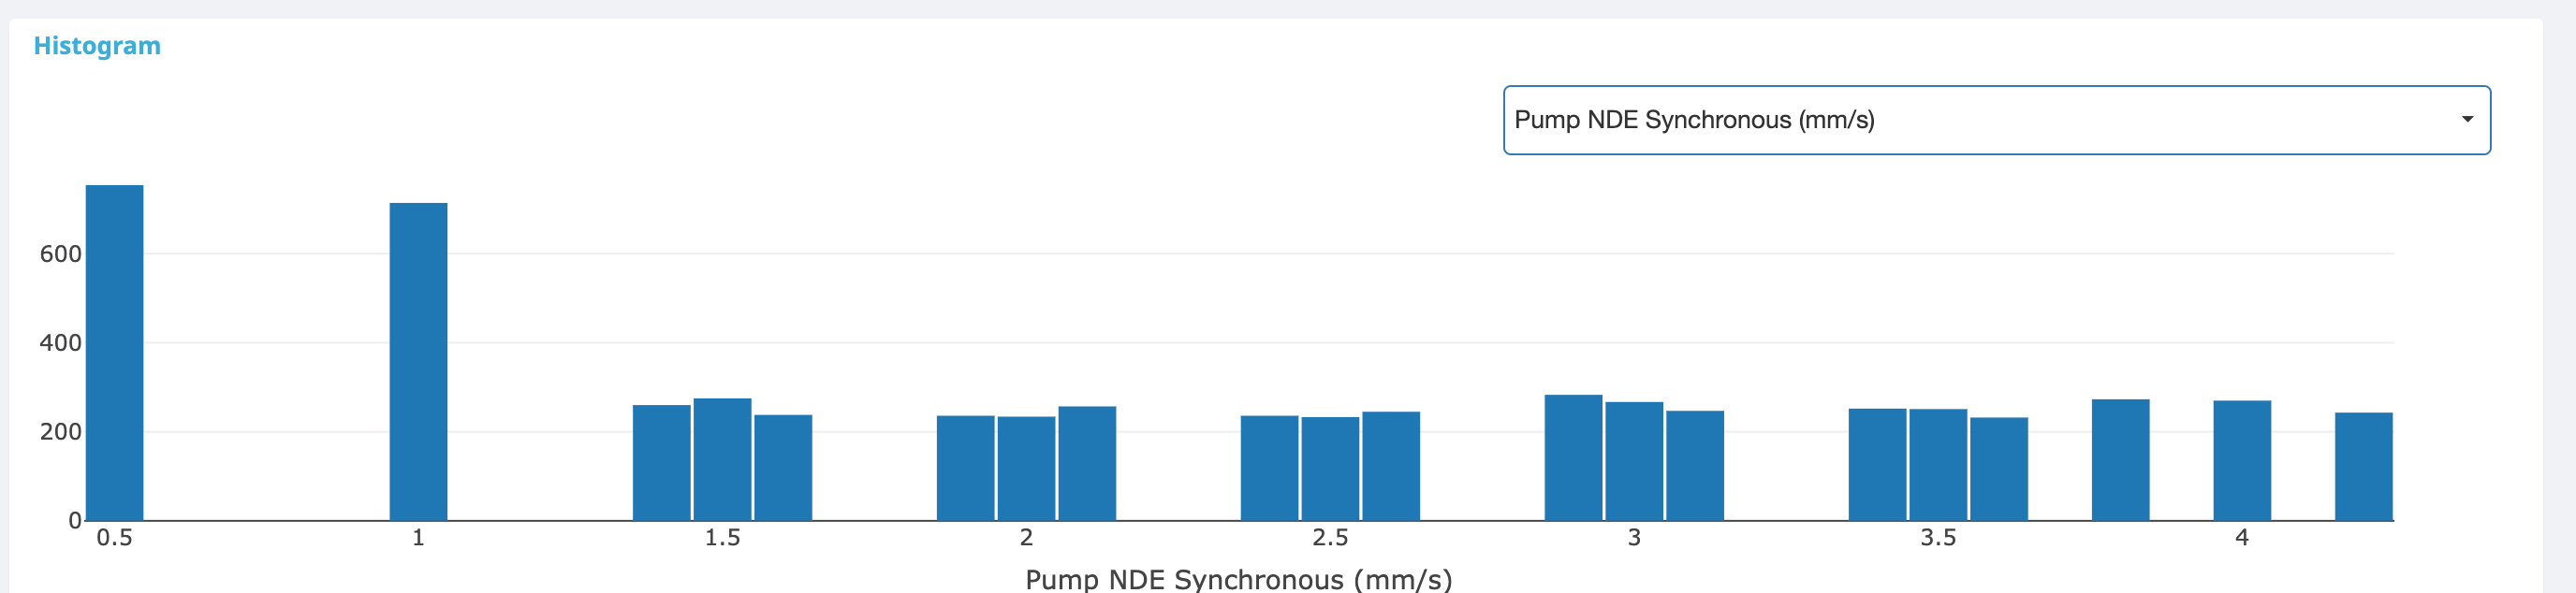 Histogram
Pump NDE Synchronous (mm/s)
600
400
200
0
0.5 1 1.5 2 2.5 3 3.5 4
Pump NDE Synchronous (mm/s)